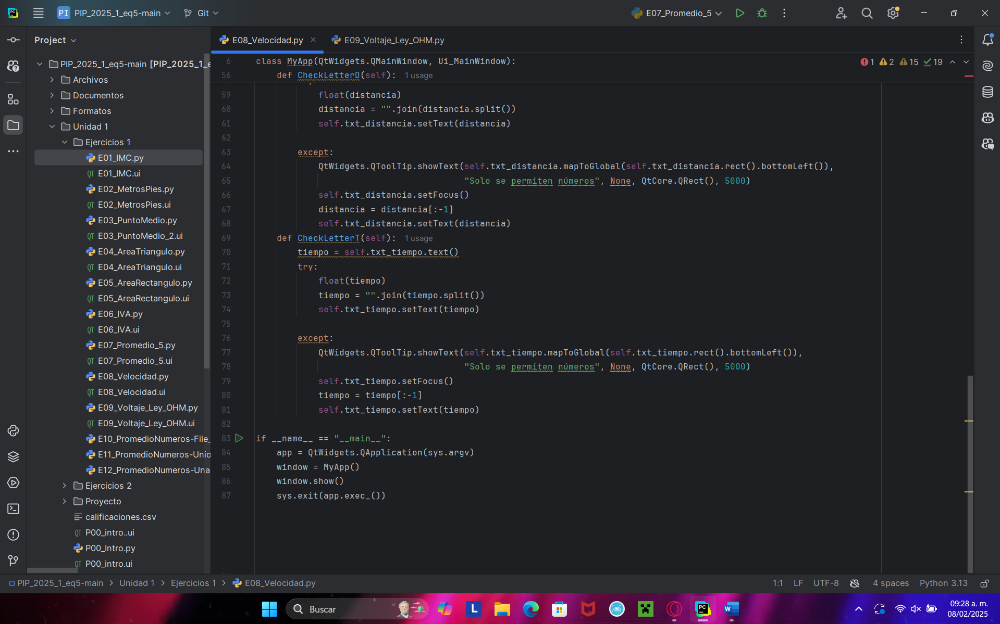 PI PIP_2025_1_eq5-main Git E07_Promedio_5
Project
E08_Velocidad.py E09_Voltaje_Ley_OHM.py
PIP_2025_1_eq5-main [PIP_2025_1_e
Archivos
Documentos
Formatos
Unidad 1
Ejercicios 1
E01_IMC.py
E01_IMC.ui
E02_MetrosPies.py
E02_MetrosPies.ui
E03_PuntoMedio.py
E03_PuntoMedio_2.ui
E04_AreaTriangulo.py
E04_AreaTriangulo.ui
E05_AreaRectangulo.py
E05_AreaRectangulo.ui
E06_IVA.py
E06_IVA.ui
E07_Promedio_5.py
E07_Promedio_5.ui
E08_Velocidad.py
E08_Velocidad.ui
E09_Voltaje_Ley_OHM.py
E09_Voltaje_Ley_OHM.ui
E10_PromedioNumeros-File_
E11_PromedioNumeros-Unio
E12_PromedioNumeros-Una
Ejercicios 2
Proyecto
calificaciones.csv
P00_intro..ui
P00_Intro.py
P00_intro.ui
6 class MyApp(QtWidgets.QMainWindow, Ui_MainWindow): 1 2 15 19
56 def CheckLetterD(self): 1 usage
59 float(distancia)
60 distancia = "".join(distancia.split())
61 self.txt_distancia.setText(distancia)
62
63 except:
64 QtWidgets.QToolTip.showText(self.txt_distancia.mapToGlobal(self.txt_distancia.rect().bottomLeft()),
65 "Solo se permiten números", None, QtCore.QRect(), 5000)
66 self.txt_distancia.setFocus()
67 distancia = distancia[:-1]
68 self.txt_distancia.setText(distancia)
69 def CheckLetterT(self): 1 usage
70 tiempo = self.txt_tiempo.text()
71 try:
72 float(tiempo)
73 tiempo = "".join(tiempo.split())
74 self.txt_tiempo.setText(tiempo)
75
76 except:
77 QtWidgets.QToolTip.showText(self.txt_tiempo.mapToGlobal(self.txt_tiempo.rect().bottomLeft()),
78 "Solo se permiten números", None, QtCore.QRect(), 5000)
79 self.txt_tiempo.setFocus()
80 tiempo = tiempo[:-1]
81 self.txt_tiempo.setText(tiempo)
82
83 if __name__ == "__main__":
84 app = QtWidgets.QApplication(sys.argv)
85 window = MyApp()
86 window.show()
87 sys.exit(app.exec_())
PIP_2025_1_eq5-main > Unidad 1 > Ejercicios 1 > E08_Velocidad.py 1:1 LF UTF-8 4 spaces Python 3.13
Buscar
09:28 a. m.
08/02/2025